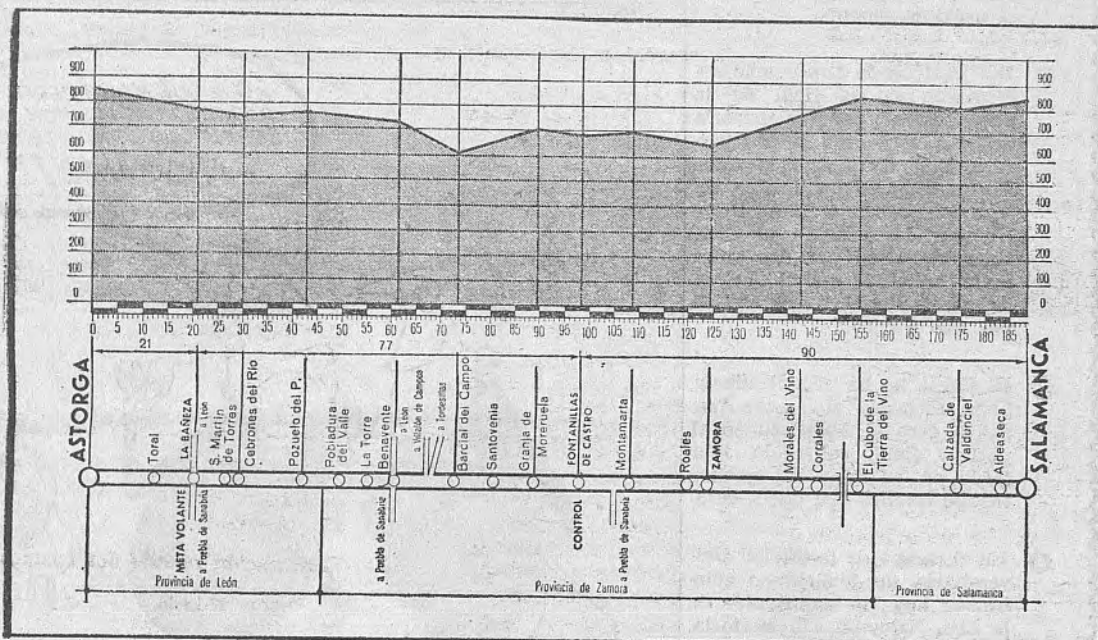 900
800
700
600
500
400
300
200
100
0
900
800
700
600
500
400
300
200
100
0
0 5 10 15 20 25 30 35 40 45 50 55 60 65 70 75 80 85 90 95 100 105 110 115 120 125 130 135 140 145 150 155 160 165 170 175 180 185
21
77
90
ASTORGA
Toral
LA BAÑEZA
a León
S. Martín
de Torres
Cebrones del Río
Pozuelo del P.
Pobladura
del Valle
La Torre
Benavente
a León
a Villalón de Campos
a Tordesillas
Barcial del Campo
Santovenia
Granja de
Moreruela
FONTANILLAS
DE CASTRO
Montamarta
Roales
ZAMORA
Morales del Vino
Corrales
El Cubo de la
Tierra del Vino
Calzada de
Valdunciel
Aldeaseca
SALAMANCA
META VOLANTE
a Puebla de Sanabria
a Puebla de Sanabria
CONTROL
a Puebla de Sanabria
Provincia de León
Provincia de Zamora
Provincia de Salamanca